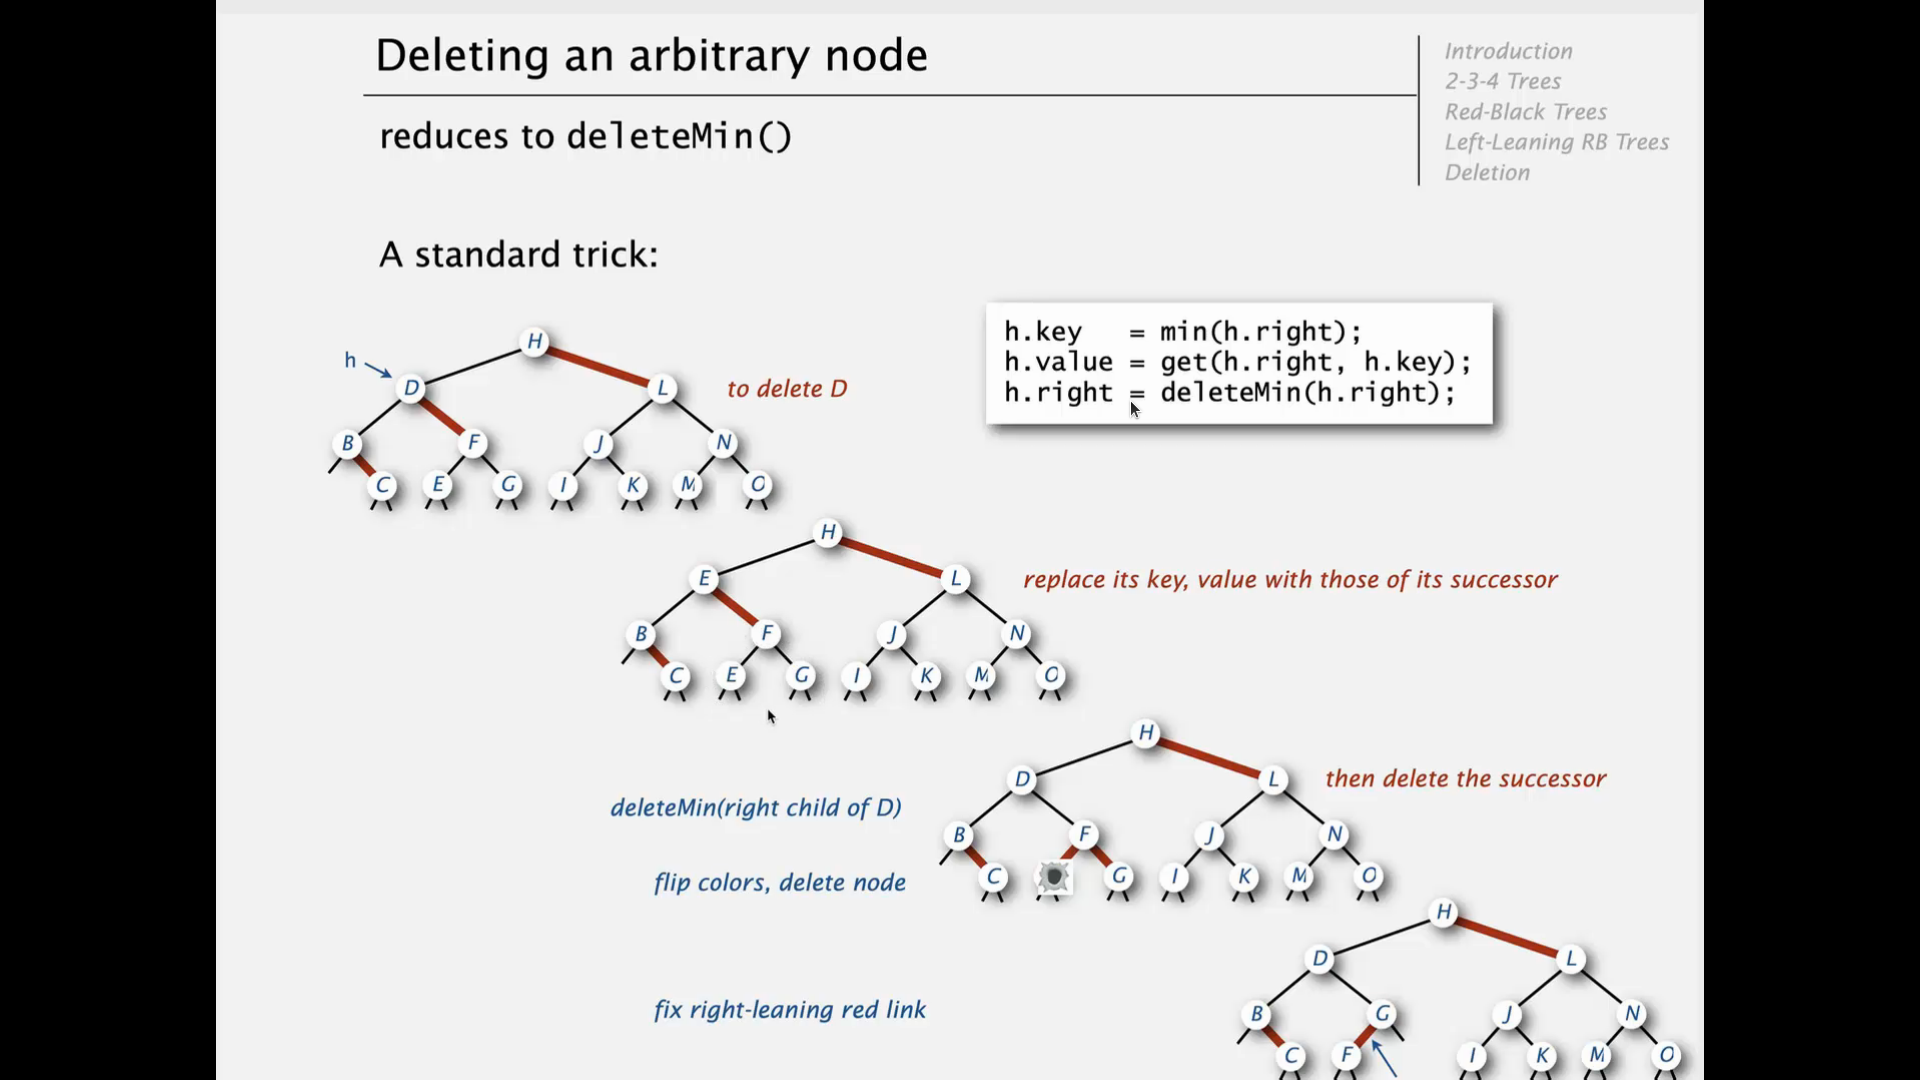 Deleting an arbitrary node
Introduction
2-3-4 Trees
Red-Black Trees
Left-Leaning RB Trees
Deletion
reduces to deleteMin()
A standard trick:
h.key = min(h.right);
h.value = get(h.right, h.key);
h.right = deleteMin(h.right);
H
h
D L
to delete D
B F J N
C E G I K M O
H
E L
replace its key, value with those of its successor
B F J N
C E G I K M O
H
D L
then delete the successor
deleteMin(right child of D)
B F J N
C G I K M O
flip colors, delete node
H
D L
fix right-leaning red link
B G J N
C F I K M O